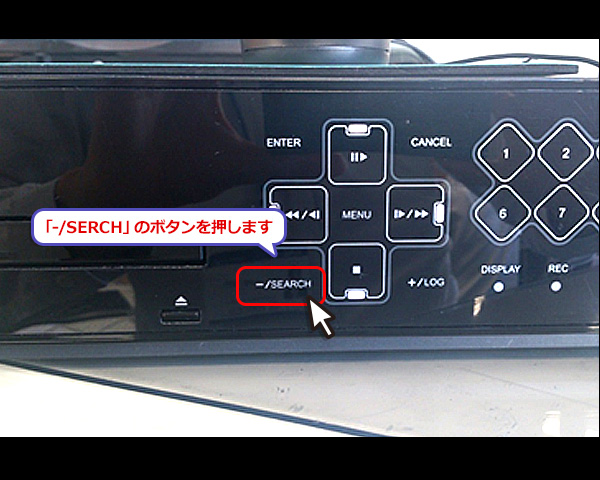 ENTER
CANCEL
1
2
MENU
6
7
「-/SERCH」のボタンを押します
−/SEARCH
+/LOG
DISPLAY
REC